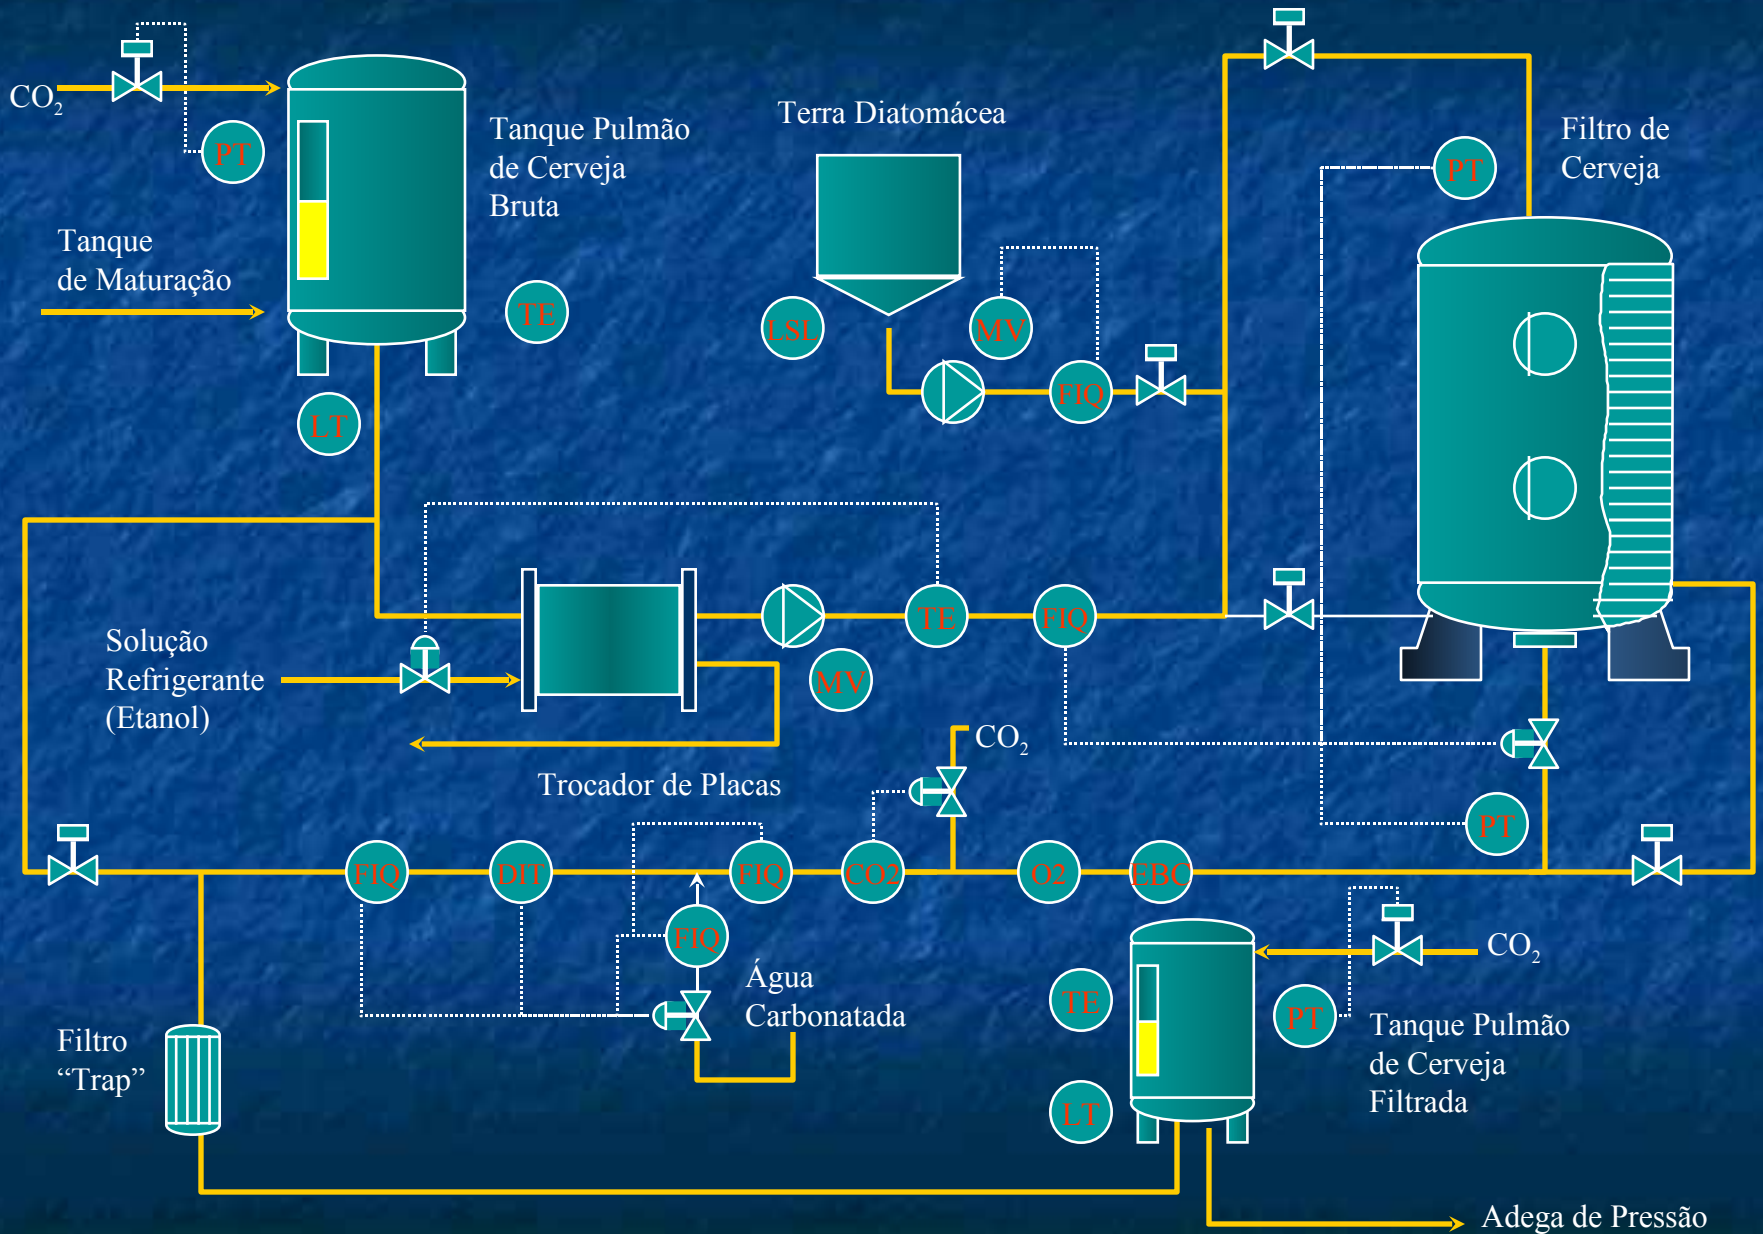 CO2
PT
Tanque Pulmão
de Cerveja
Bruta
Terra Diatomácea
PT
Filtro de
Cerveja
Tanque
de Maturação
TE
LSL
MV
FIQ
LT
Solução
Refrigerante
(Etanol)
TE
FIQ
MV
Trocador de Placas
CO2
PT
FIQ
DIT
FIQ
CO2
O2
EBC
FIQ
Água
Carbonatada
TE
PT
CO2
Tanque Pulmão
de Cerveja
Filtrada
LT
Filtro
“Trap”
Adega de Pressão